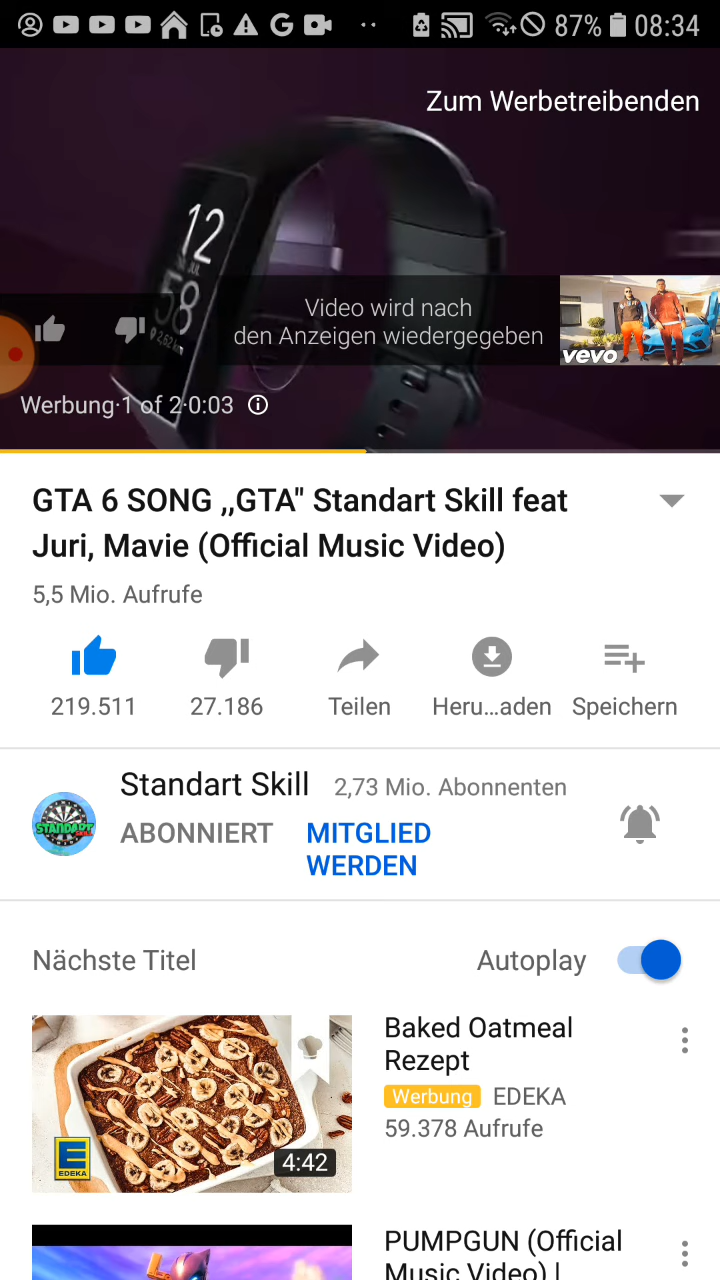 87% 08:34
Zum Werbetreibenden
12
58
Video wird nach
den Anzeigen wiedergegeben
vevo
Werbung·1 of 2·0:03
GTA 6 SONG ,,GTA" Standart Skill feat
Juri, Mavie (Official Music Video)
5,5 Mio. Aufrufe
219.511 27.186 Teilen Heru...aden Speichern
Standart Skill 2,73 Mio. Abonnenten
STANDART
ABONNIERT MITGLIED
WERDEN
Nächste Titel Autoplay
Baked Oatmeal
Rezept
Werbung EDEKA
59.378 Aufrufe
EDEKA
4:42
PUMPGUN (Official
Music Video) |